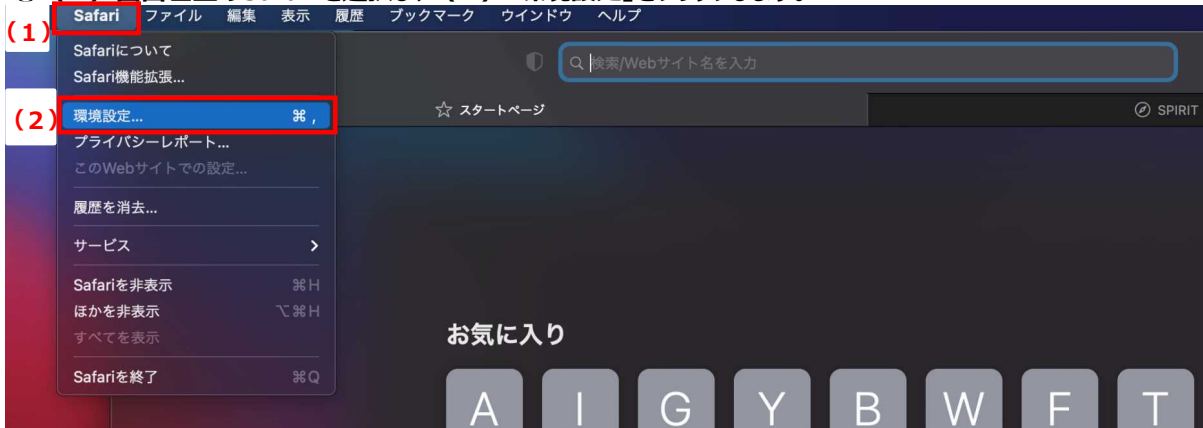 Safari ファイル 編集 表示 履歴 ブックマーク ウインドウ ヘルプ
(1)
Safariについて
Safari機能拡張...
検索/Webサイト名を入力
(2)
環境設定... ⌘ ,
スタートページ
SPIRIT
プライバシーレポート...
このWebサイトでの設定...
履歴を消去...
サービス
Safariを非表示 ⌘H
ほかを非表示 ⌥⌘H
すべてを表示
お気に入り
Safariを終了 ⌘Q
A I G Y B W F T